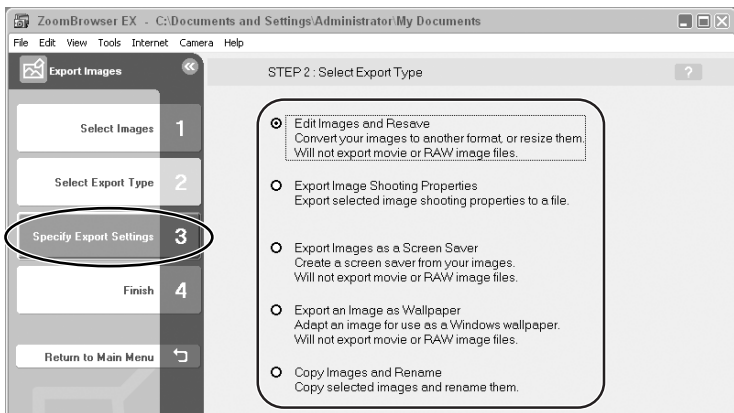 ZoomBrowser EX - C:\Documents and Settings\Administrator\My Documents
File Edit View Tools Internet Camera Help
Export Images
STEP 2 : Select Export Type
?
Select Images 1
Select Export Type 2
Specify Export Settings 3
Finish 4
Return to Main Menu
Edit Images and Resave
Convert your images to another format, or resize them.
Will not export movie or RAW image files.
Export Image Shooting Properties
Export selected image shooting properties to a file.
Export Images as a Screen Saver
Create a screen saver from your images.
Will not export movie or RAW image files.
Export an Image as Wallpaper
Adapt an image for use as a Windows wallpaper.
Will not export movie or RAW image files.
Copy Images and Rename
Copy selected images and rename them.